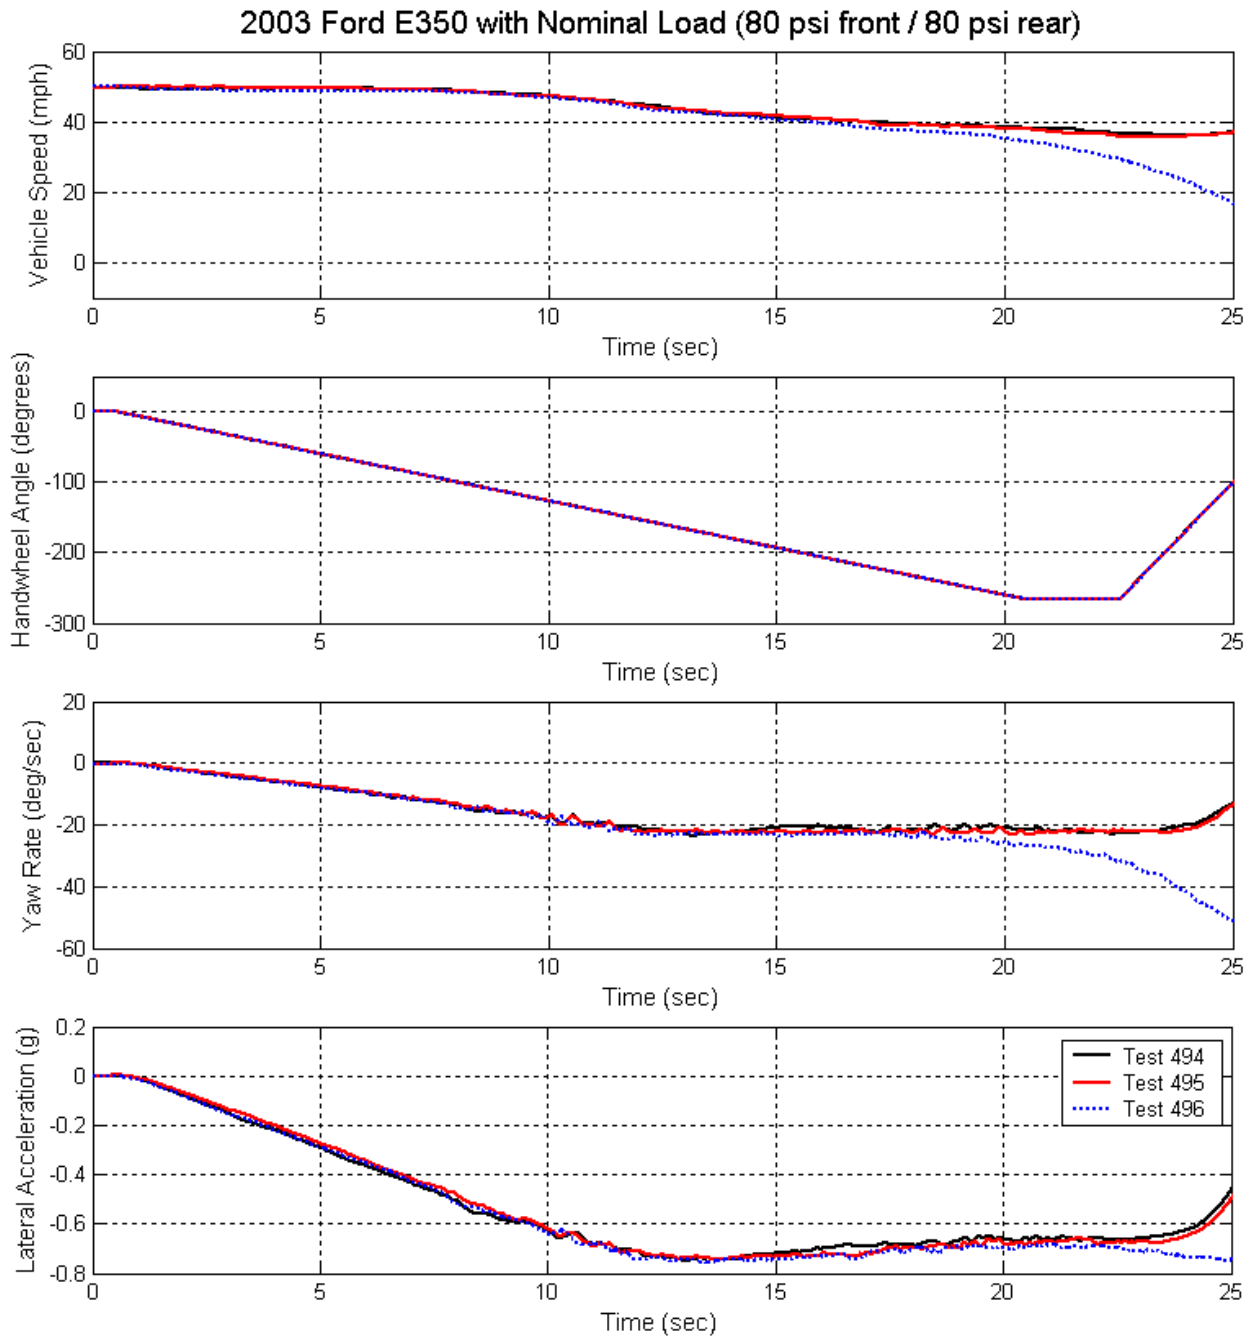 2003 Ford E350 with Nominal Load (80 psi front / 80 psi rear)
Vehicle Speed (mph)
60
40
20
0
0 5 10 15 20 25
Time (sec)
Handwheel Angle (degrees)
0
-100
-200
-300
0 5 10 15 20 25
Time (sec)
Yaw Rate (deg/sec)
20
0
-20
-40
-60
0 5 10 15 20 25
Time (sec)
Lateral Acceleration (g)
0.2
0
-0.2
-0.4
-0.6
-0.8
Test 494
Test 495
Test 496
0 5 10 15 20 25
Time (sec)